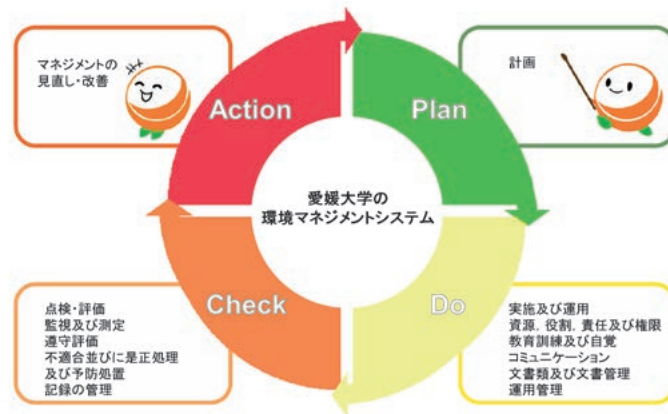 マネジメントの
見直し・改善
Action
Plan
計画
愛媛大学の
環境マネジメントシステム
Check
点検・評価
監視及び測定
遵守評価
不適合並びに是正処理
及び予防処置
記録の管理
Do
実施及び運用
資源,役割,責任及び権限
教育訓練及び自覚
コミュニケーション
文書類及び文書管理
運用管理